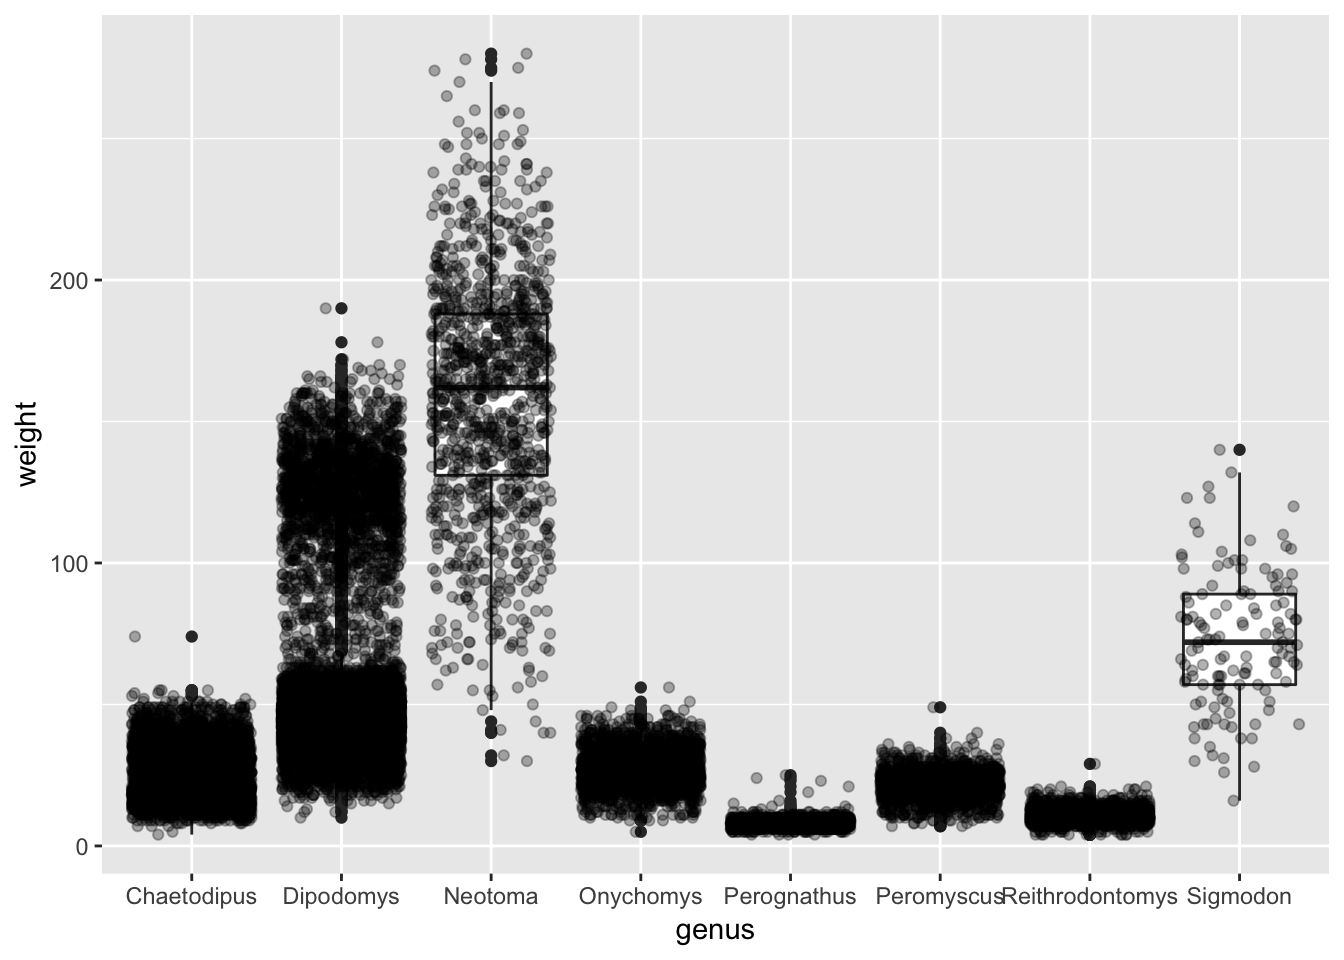 weight
200
100
0
Chaetodipus Dipodomys Neotoma Onychomys Perognathus Peromyscus Reithrodontomys Sigmodon
genus